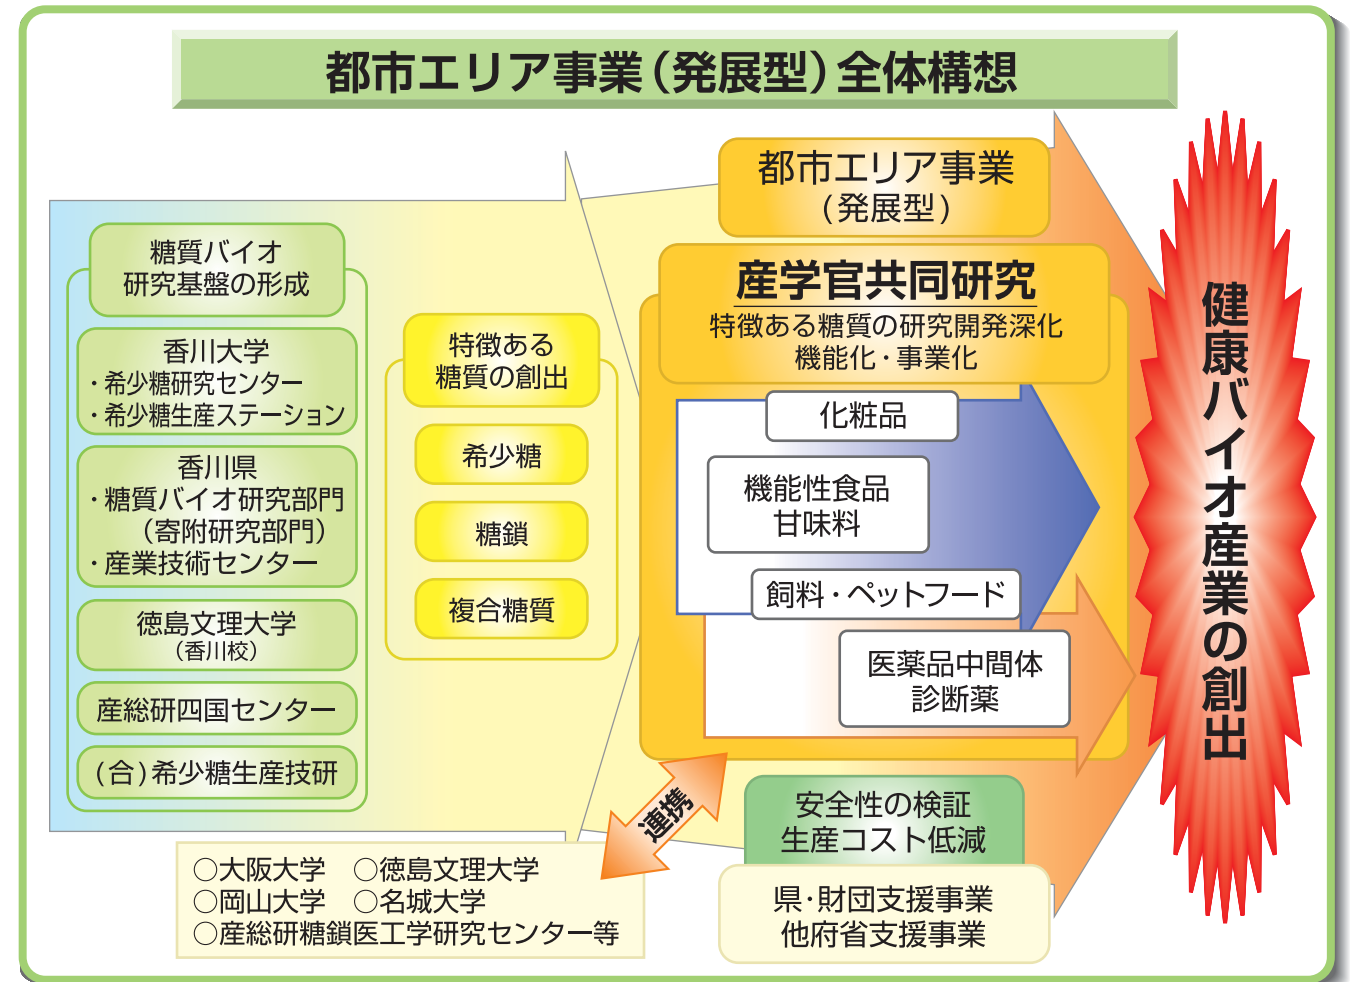 都市エリア事業(発展型)全体構想
糖質バイオ
研究基盤の形成
香川大学
・希少糖研究センター
・希少糖生産ステーション
香川県
・糖質バイオ研究部門
(寄附研究部門)
・産業技術センター
徳島文理大学
(香川校)
産総研四国センター
(合)希少糖生産技研
特徴ある
糖質の創出
希少糖
糖鎖
複合糖質
都市エリア事業
(発展型)
産学官共同研究
特徴ある糖質の研究開発深化
機能化・事業化
化粧品
機能性食品
甘味料
飼料・ペットフード
医薬品中間体
診断薬
連携
○大阪大学 ○徳島文理大学
○岡山大学 ○名城大学
○産総研糖鎖医工学研究センター等
安全性の検証
生産コスト低減
県・財団支援事業
他府省支援事業
健康バイオ産業の創出